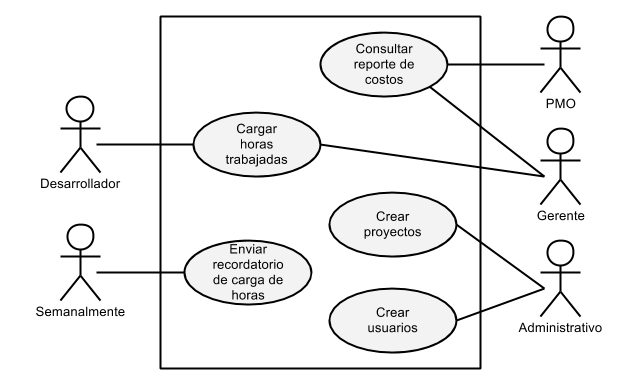 Consultar
reporte de
costos
PMO
Cargar
horas
trabajadas
Desarrollador
Gerente
Crear
proyectos
Enviar
recordatorio
de carga de
horas
Semanalmente
Crear
usuarios
Administrativo